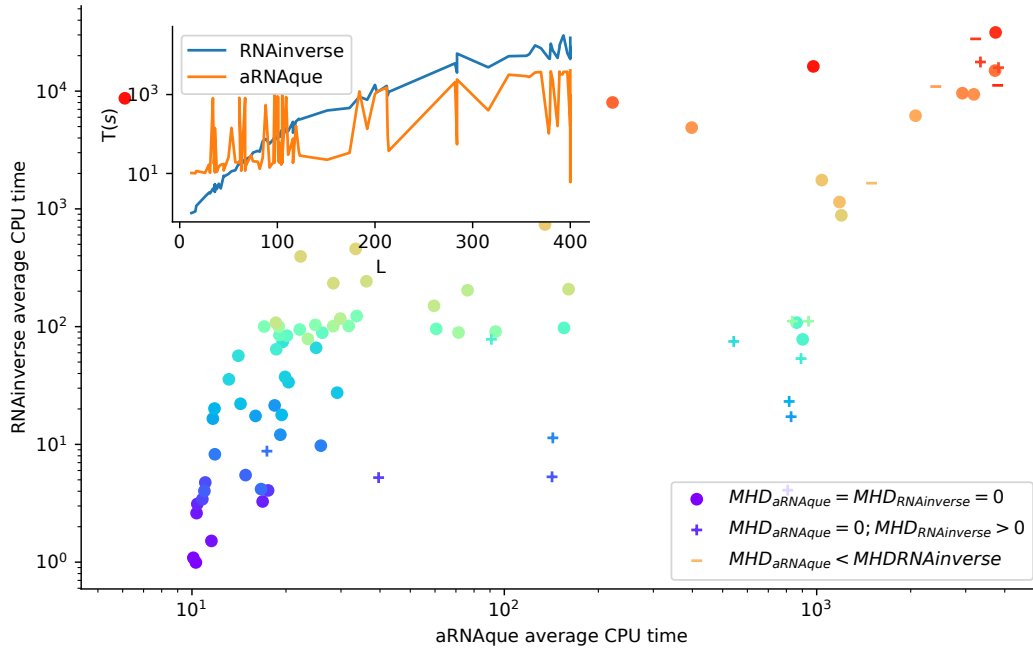 RNAinverse
aRNAque
T(s)
10³
10¹
0
100
200
300
400
L
RNAinverse average CPU time
10⁴
10³
10²
10¹
10⁰
MHD_aRNAque = MHD_RNAinverse = 0
MHD_aRNAque = 0; MHD_RNAinverse > 0
MHD_aRNAque < MHDRNAinverse
10¹
10²
10³
aRNAque average CPU time